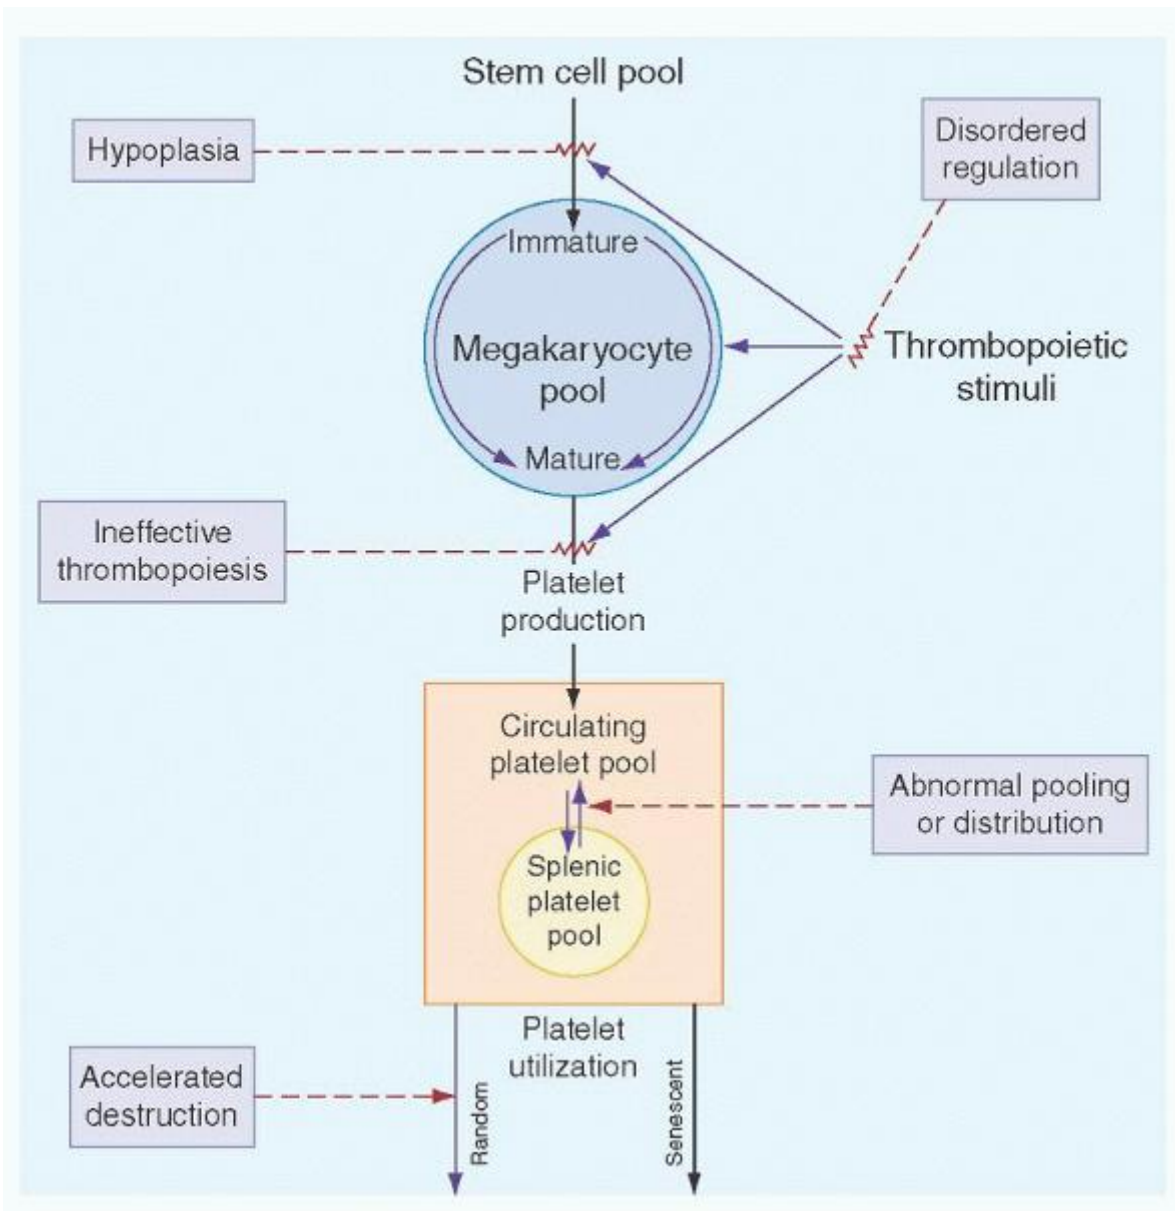 Stem cell pool
Hypoplasia
Disordered
regulation
Immature
Megakaryocyte
pool
Thrombopoietic
stimuli
Mature
Ineffective
thrombopoiesis
Platelet
production
Circulating
platelet pool
Abnormal pooling
or distribution
Splenic
platelet
pool
Platelet
utilization
Accelerated
destruction
Random
Senescent